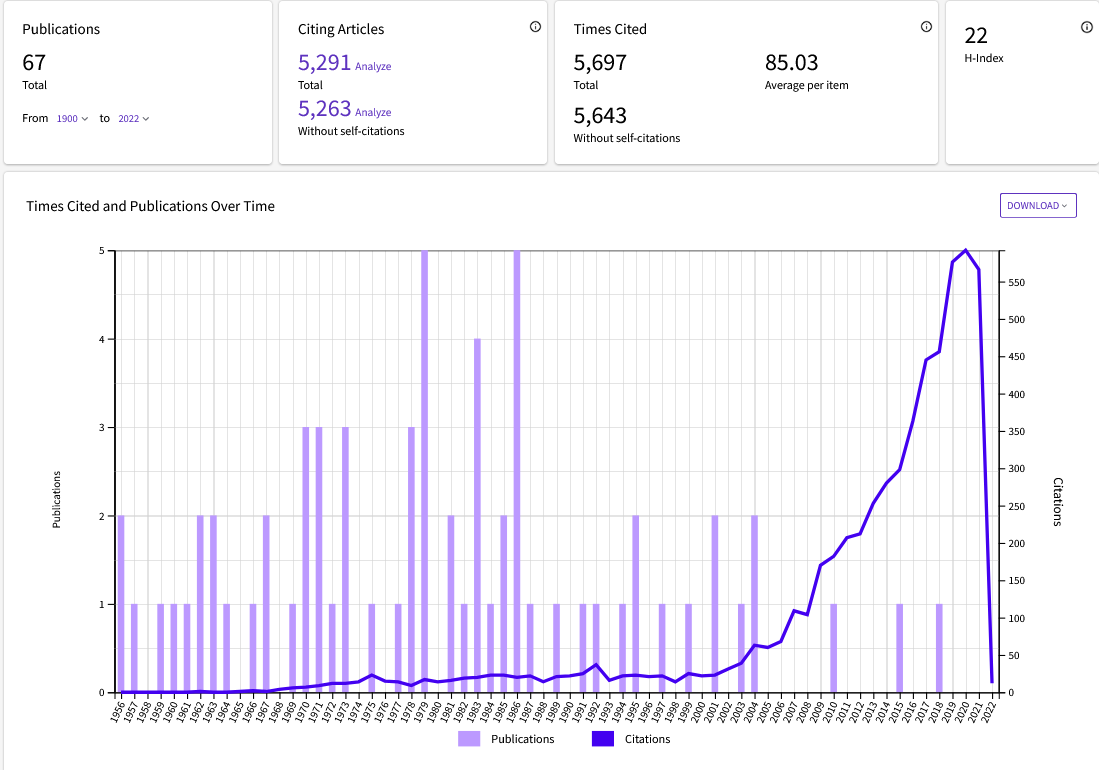 Publications
67
Total
From 1900 to 2022
Citing Articles
5,291 Analyze
Total
5,263 Analyze
Without self-citations
Times Cited
5,697
Total
85.03
Average per item
5,643
Without self-citations
22
H-Index
Times Cited and Publications Over Time
DOWNLOAD
Publications
5
4
3
2
1
0
550
500
450
400
350
300
250
200
150
100
50
0
Citations
1956 1957 1958 1959 1960 1961 1962 1963 1964 1965 1966 1967 1968 1969 1970 1971 1972 1973 1974 1975 1976 1977 1978 1979 1980 1981 1982 1983 1984 1985 1986 1987 1988 1989 1990 1991 1992 1993 1994 1995 1996 1997 1998 1999 2000 2001 2002 2003 2004 2005 2006 2007 2008 2009 2010 2011 2012 2013 2014 2015 2016 2017 2018 2019 2020 2021 2022
Publications Citations